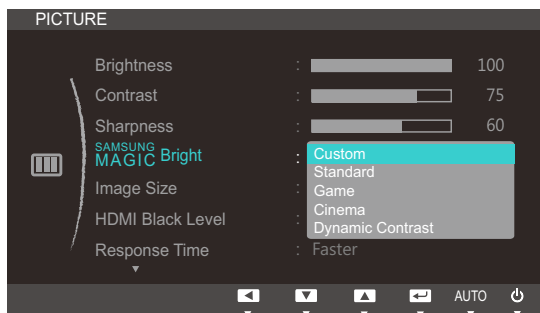 PICTURE
Brightness : 100
Contrast : 75
Sharpness : 60
SAMSUNG
MAGIC Bright : Custom
Standard
Image Size : Game
Cinema
HDMI Black Level : Dynamic Contrast
Response Time : Faster
AUTO